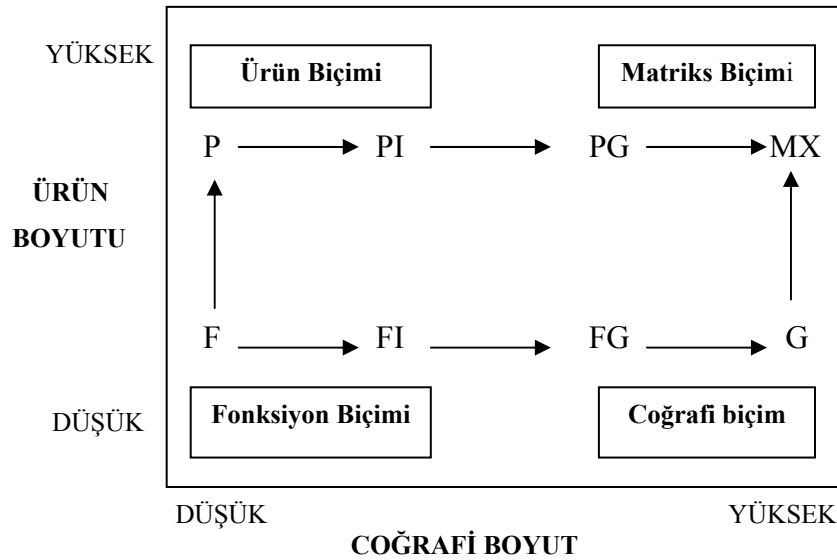 YÜKSEK
Ürün Biçimi
Matriks Biçimi
P PI PG MX
ÜRÜN
BOYUTU
F FI FG G
DÜŞÜK
Fonksiyon Biçimi
Coğrafi biçim
DÜŞÜK
YÜKSEK
COĞRAFİ BOYUT